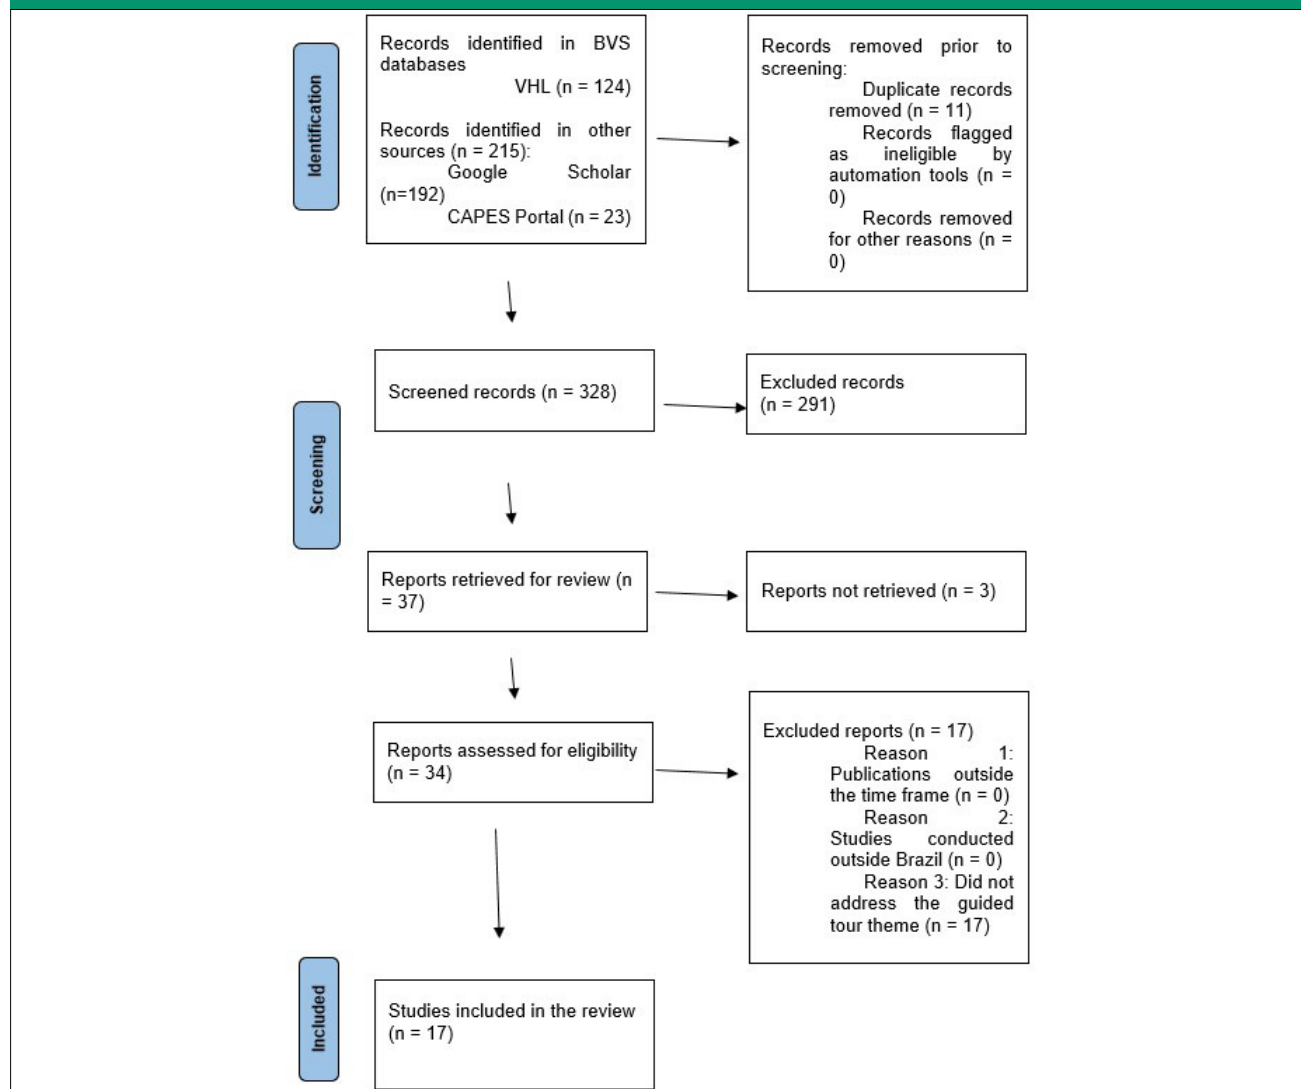 Identification
Records identified in BVS
databases
VHL (n = 124)
Records identified in other
sources (n = 215):
Google Scholar
(n=192)
CAPES Portal (n = 23)
Records removed prior to
screening:
Duplicate records
removed (n = 11)
Records flagged
as ineligible by
automation tools (n =
0)
Records removed
for other reasons (n =
0)
Screening
Screened records (n = 328)
Excluded records
(n = 291)
Reports retrieved for review (n
= 37)
Reports not retrieved (n = 3)
Reports assessed for eligibility
(n = 34)
Excluded reports (n = 17)
Reason 1:
Publications outside
the time frame (n = 0)
Reason 2:
Studies conducted
outside Brazil (n = 0)
Reason 3: Did not
address the guided
tour theme (n = 17)
Included
Studies included in the review
(n = 17)